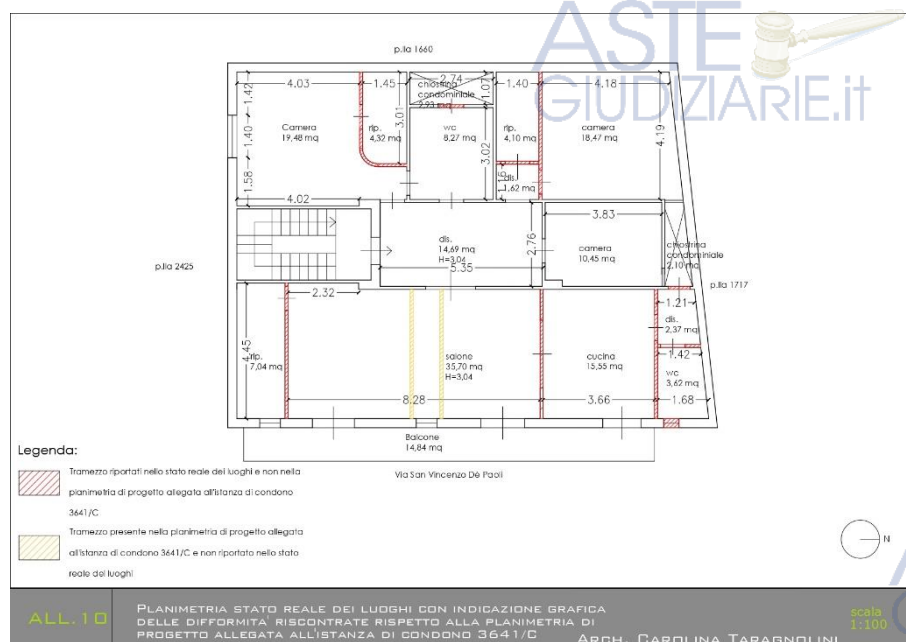 ASTE
GIUDZIARIE.it
p.lla 1660
4.03
1.45
2.74
1.07
1.40
4.18
chiostrina
condominiale
2,93 mq
1.42
1.40
1.58
Camera
19,48 mq
rip.
4,32 mq
3.01
wc
8,27 mq
3.02
rip.
4,10 mq
camera
18,47 mq
4.19
1.16
dis.
1,62 mq
4.02
3.83
dis.
14,69 mq
H=3,04
5.35
2.76
camera
10,45 mq
chiostrina
condominiale
2,10 mq
p.lla 2425
p.lla 1717
2.32
1.21
dis.
2,37 mq
4.45
rip.
7,04 mq
salone
35,70 mq
H=3,04
cucina
15,55 mq
1.42
wc
3,62 mq
8.28
3.66
1.68
Balcone
14,84 mq
Via San Vincenzo Dè Paoli
Legenda:
Tramezzo riportati nello stato reale dei luoghi e non nella
planimetria di progetto allegata all'istanza di condono
3641/C
Tramezzo presente nella planimetria di progetto allegata
all'istanza di condono 3641/C e non riportato nello stato
reale dei luoghi
N
ALL.10
PLANIMETRIA STATO REALE DEI LUOGHI CON INDICAZIONE GRAFICA
DELLE DIFFORMITA' RISCONTRATE RISPETTO ALLA PLANIMETRIA DI
PROGETTO ALLEGATA ALL'ISTANZA DI CONDONO 3641/C
scala
1:100
ARCH. CAROLINA TARAGNOLINI